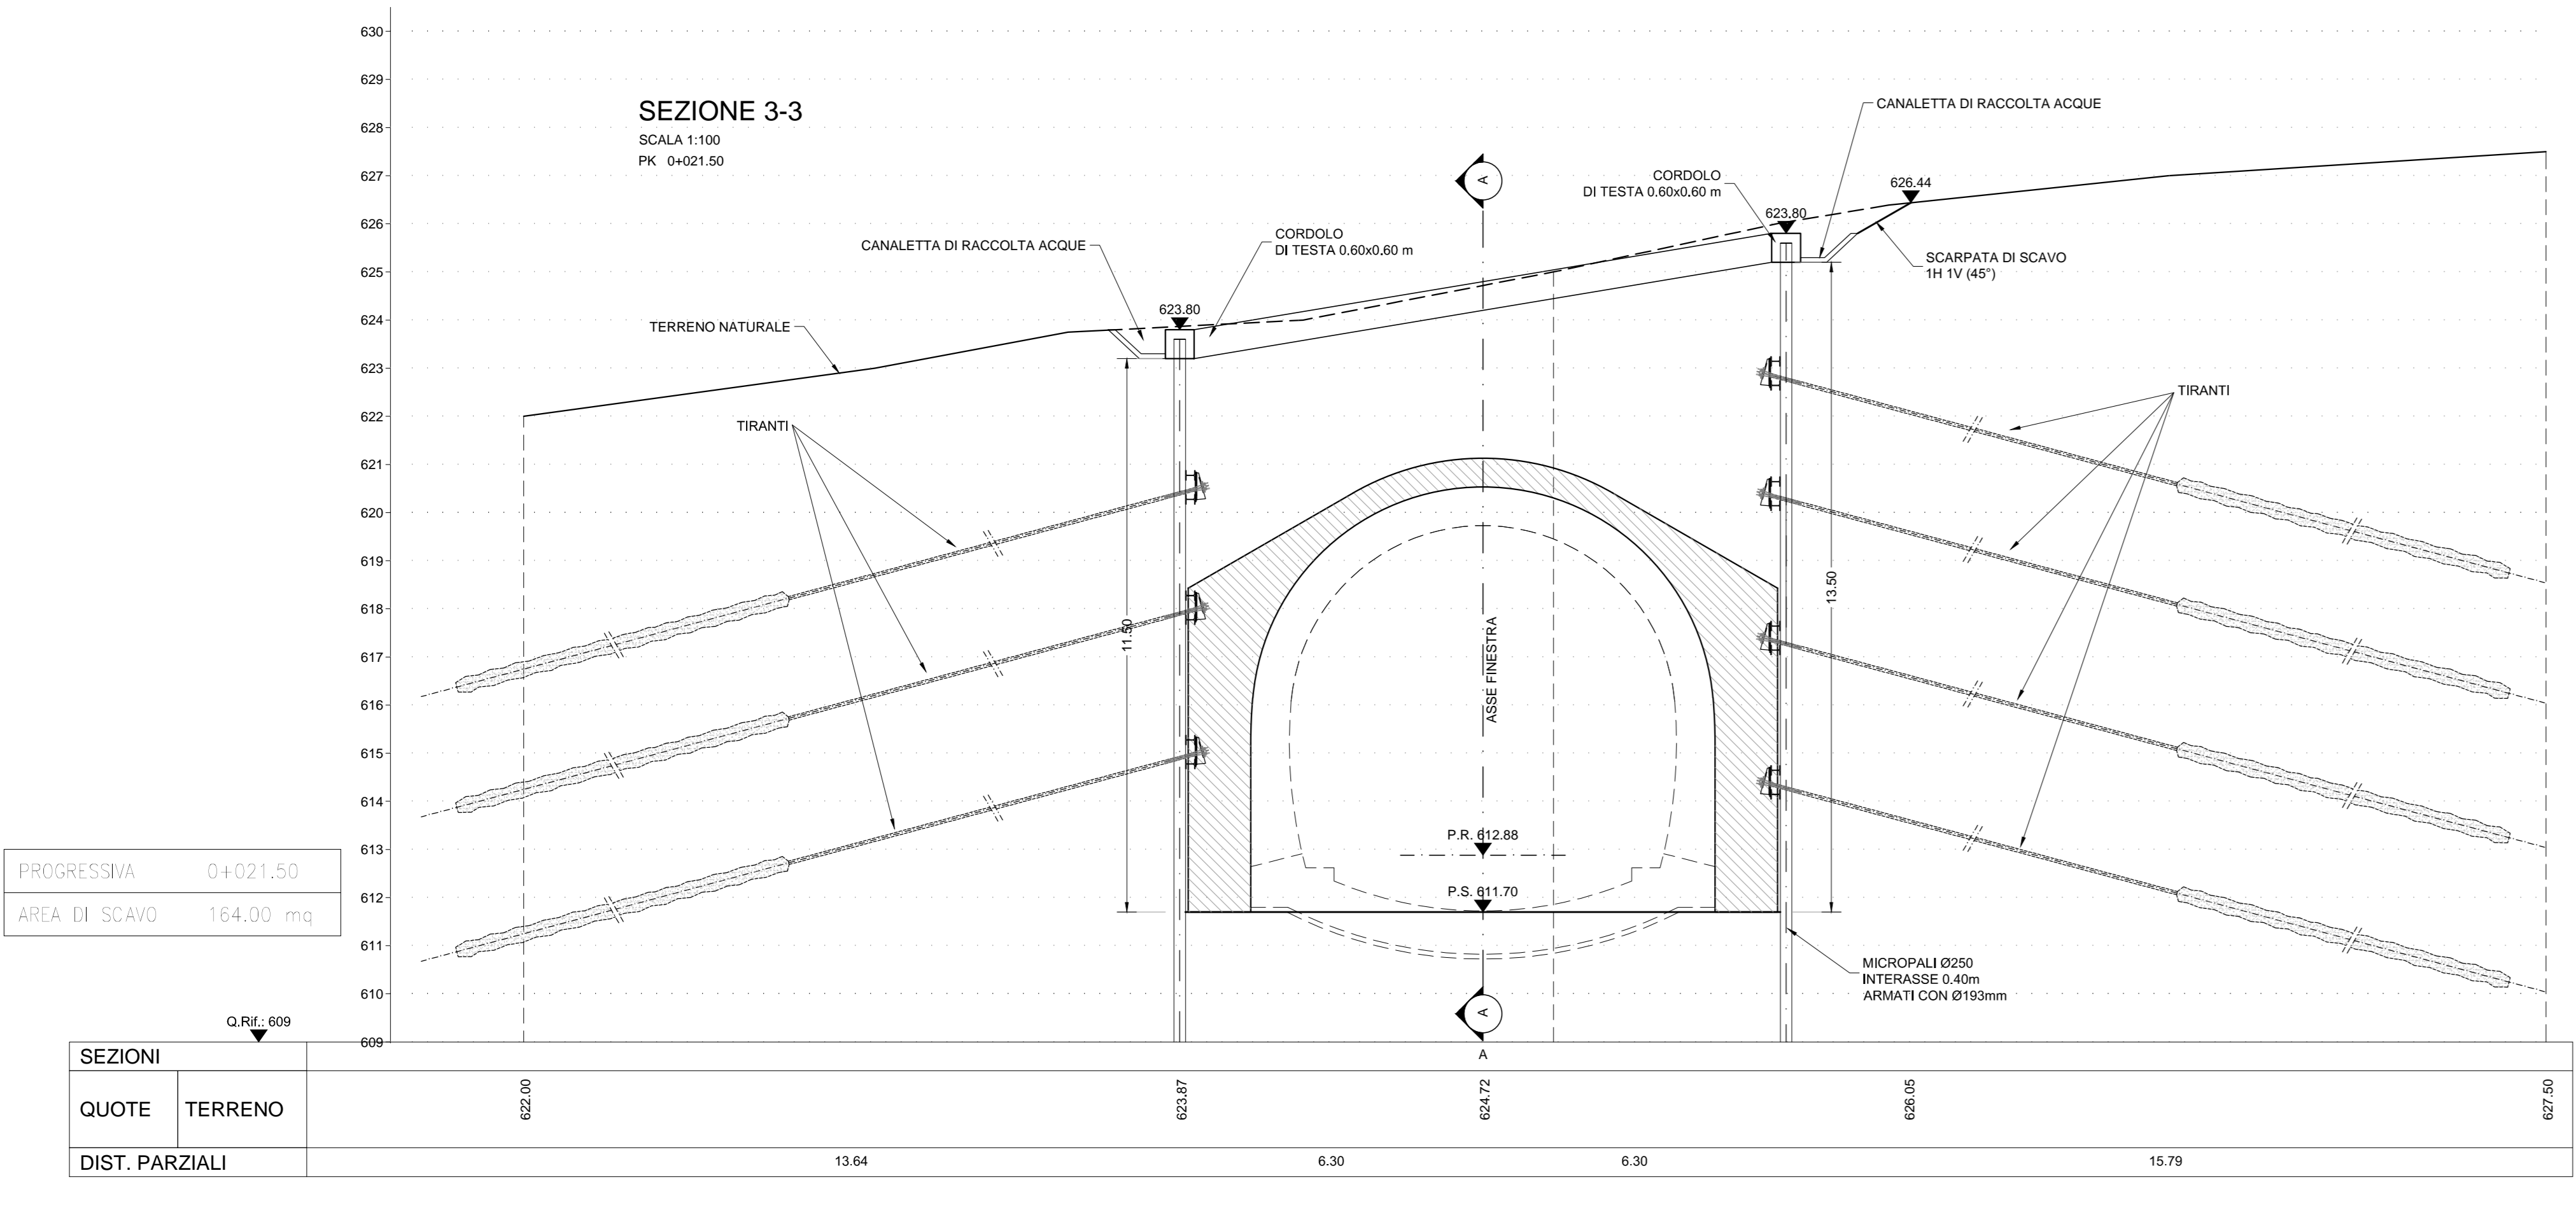 630
629
628
627
626
625
624
623
622
621
620
619
618
617
616
615
614
613
612
611
610
609
SEZIONE 3-3
SCALA 1:100
PK 0+021.50
A
CANALETTA DI RACCOLTA ACQUE
CORDOLO
DI TESTA 0.60x0.60 m
626.44
623.80
CANALETTA DI RACCOLTA ACQUE
CORDOLO
DI TESTA 0.60x0.60 m
SCARPATA DI SCAVO
1H 1V (45°)
623.80
TERRENO NATURALE
TIRANTI
TIRANTI
11.50
13.50
ASSE FINESTRA
P.R. 612.88
P.S. 611.70
MICROPALI Ø250
INTERASSE 0.40m
ARMATI CON Ø193mm
A
PROGRESSIVA 0+021.50
AREA DI SCAVO 164.00 mq
Q.Rif.: 609
SEZIONI A
QUOTE TERRENO 622.00 623.87 624.72 626.05 627.50
DIST. PARZIALI 13.64 6.30 6.30 15.79